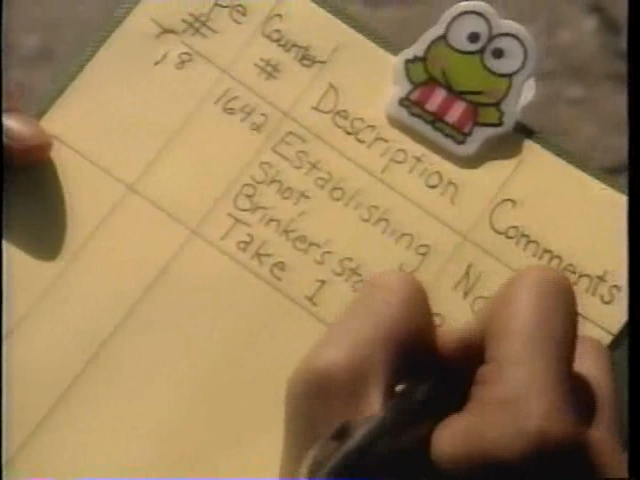 Counter
# #
Description
Comments
18
1642
Establishing
Shot,
Brinker's
Take 1